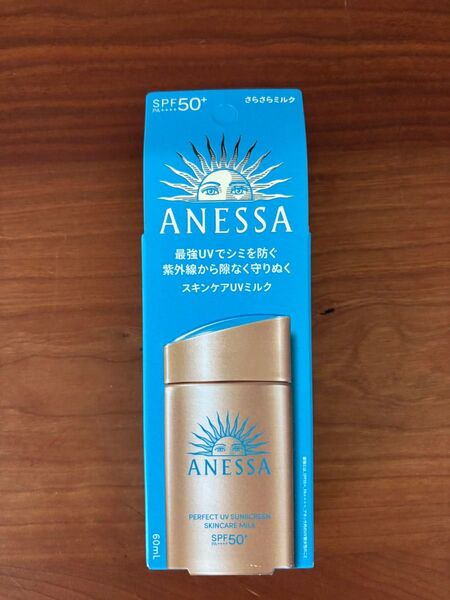 SPF50+
PA++++
さらさらミルク
ANESSA
最強UVでシミを防ぐ
紫外線から隙なく守りぬく
スキンケアUVミルク
ANESSA
PERFECT UV SUNSCREEN
SKINCARE MILK
SPF50+
PA++++
60mL